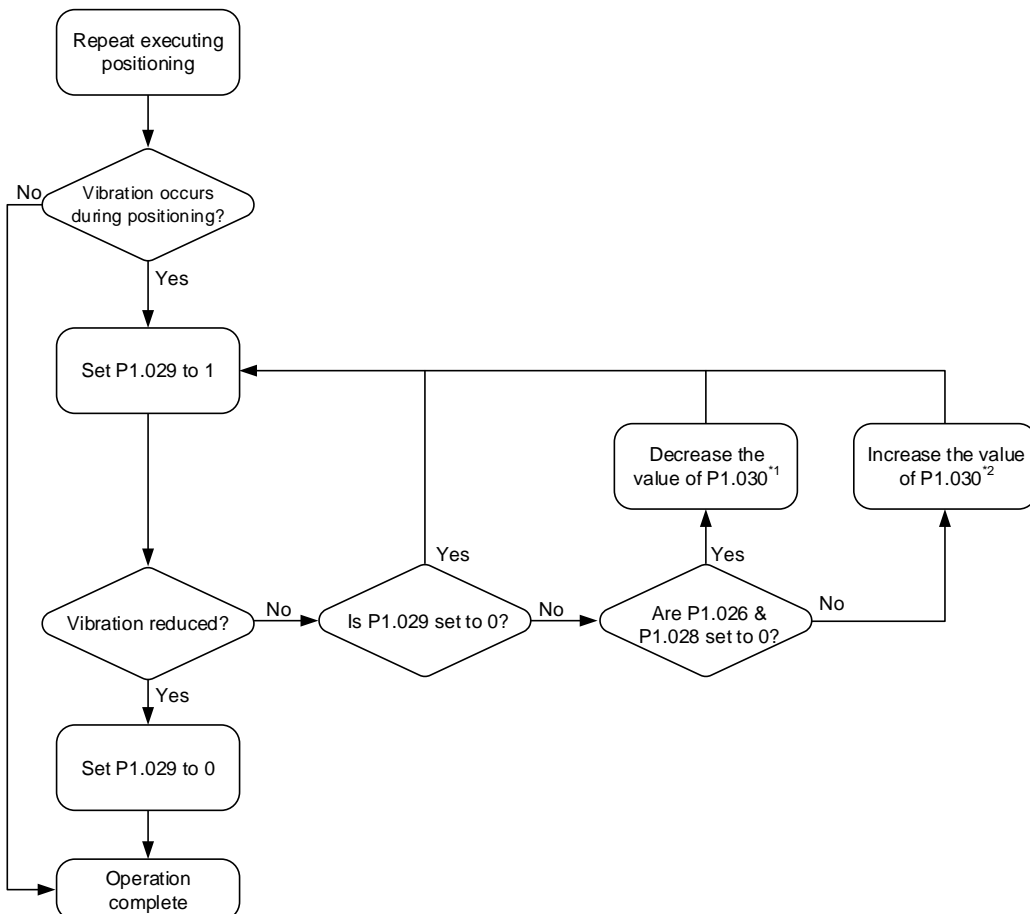 Repeat executing
positioning
No
Vibration occurs
during positioning?
Yes
Set P1.029 to 1
Decrease the
value of P1.030*1
Increase the value
of P1.030*2
Yes
Yes
Vibration reduced?
No
Is P1.029 set to 0?
No
Are P1.026 &
P1.028 set to 0?
No
Yes
Set P1.029 to 0
Operation
complete